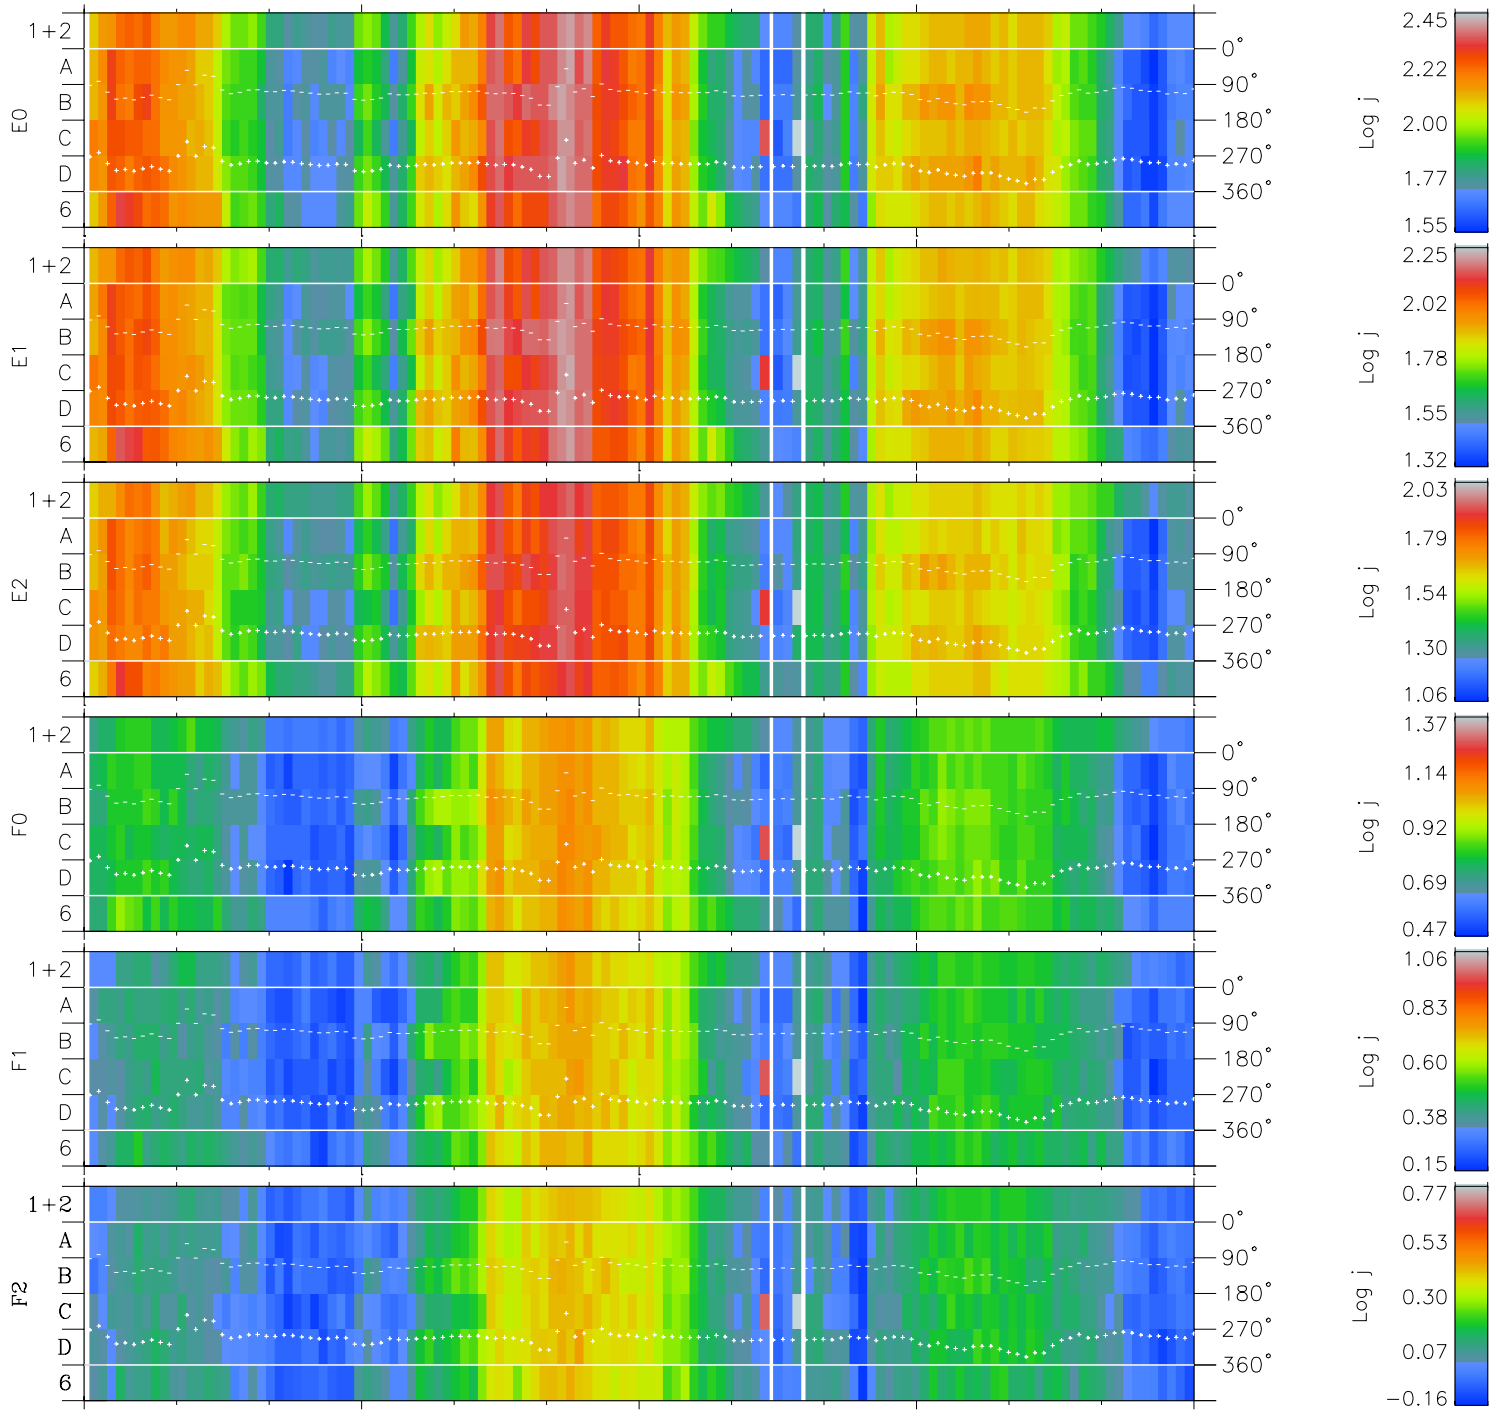 E0
1+2
A
B
C
D
6
0°
90°
180°
270°
360°
Log j
2.45
2.22
2.00
1.77
1.55
E1
1+2
A
B
C
D
6
0°
90°
180°
270°
360°
Log j
2.25
2.02
1.78
1.55
1.32
E2
1+2
A
B
C
D
6
0°
90°
180°
270°
360°
Log j
2.03
1.79
1.54
1.30
1.06
F0
1+2
A
B
C
D
6
0°
90°
180°
270°
360°
Log j
1.37
1.14
0.92
0.69
0.47
F1
1+2
A
B
C
D
6
0°
90°
180°
270°
360°
Log j
1.06
0.83
0.60
0.38
0.15
F2
1+2
A
B
C
D
6
0°
90°
180°
270°
360°
Log j
0.77
0.53
0.30
0.07
−0.16